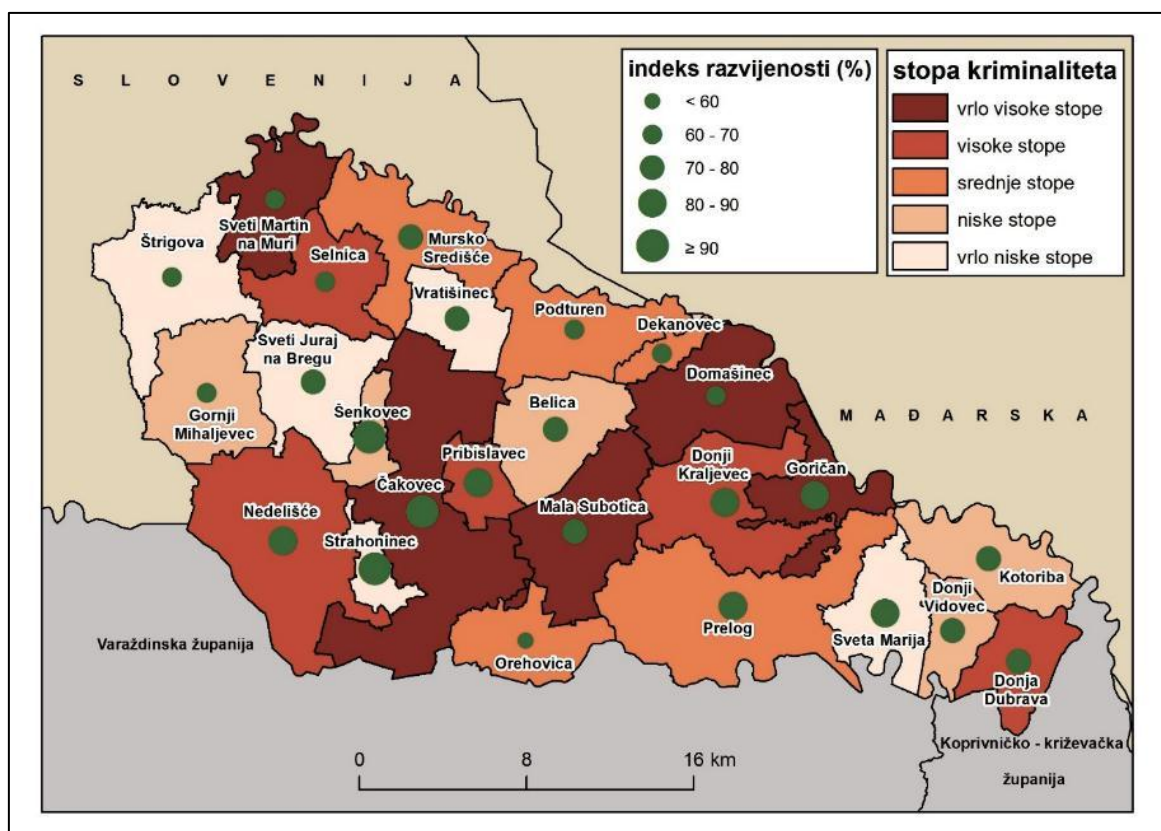 S L O V E N I J A
indeks razvijenosti (%)
< 60
60 - 70
70 - 80
80 - 90
≥ 90
stopa kriminaliteta
vrlo visoke stope
visoke stope
srednje stope
niske stope
vrlo niske stope
Sveti Martin
na Muri
Štrigova
Selnica
Mursko
Središće
Vratišinec
Podturen
Dekanovec
Sveti Juraj
na Bregu
Domašinec
Gornji
Mihaljevec
Šenkovec
Belica
M A Đ A R S K A
Pribislavec
Donji
Kraljevec
Goričan
Čakovec
Nedelišće
Mala Subotica
Strahoninec
Kotoriba
Donji
Vidovec
Prelog
Sveta Marija
Varaždinska županija
Orehovica
Donja
Dubrava
Koprivničko - križevačka
županija
0 8 16 km